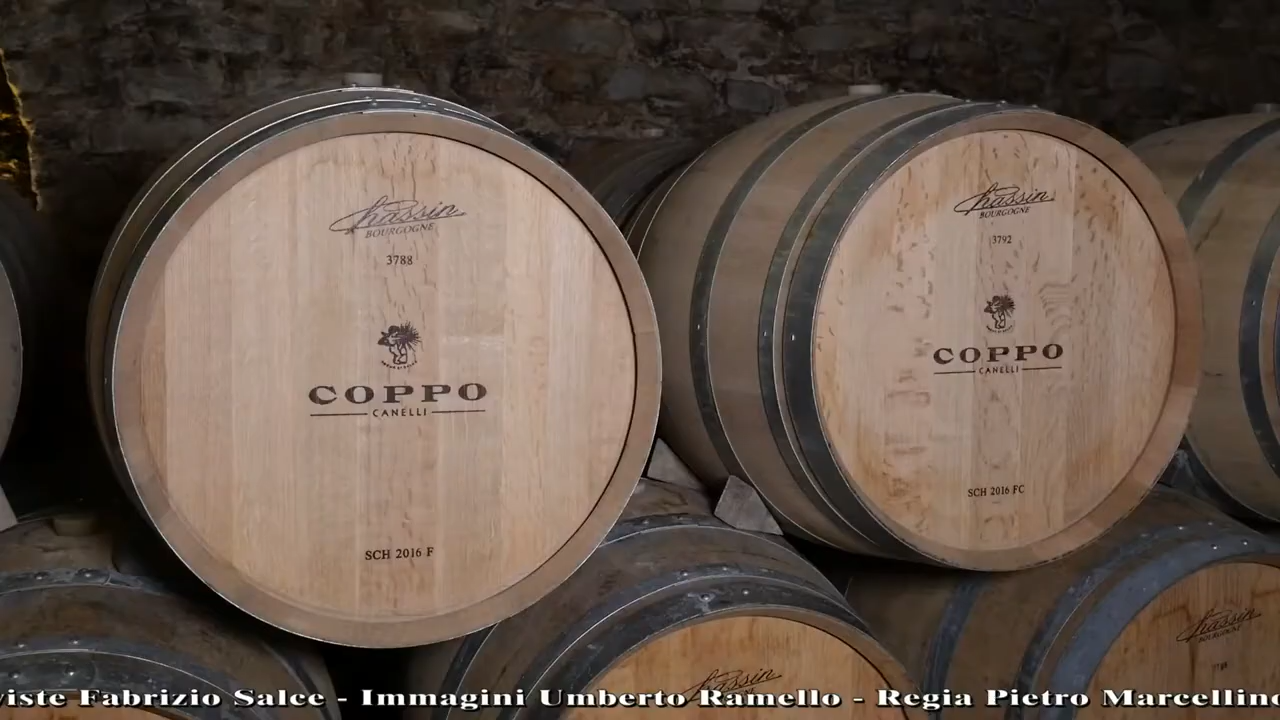 Chassin
BOURGOGNE
3788
COPPO
CANELLI
SCH 2016 F
Chassin
BOURGOGNE
3792
COPPO
CANELLI
SCH 2016 FC
Chassin
Chassin
BOURGOGNE
viste Fabrizio Salce - Immagini Umberto Ramello - Regia Pietro Marcellino